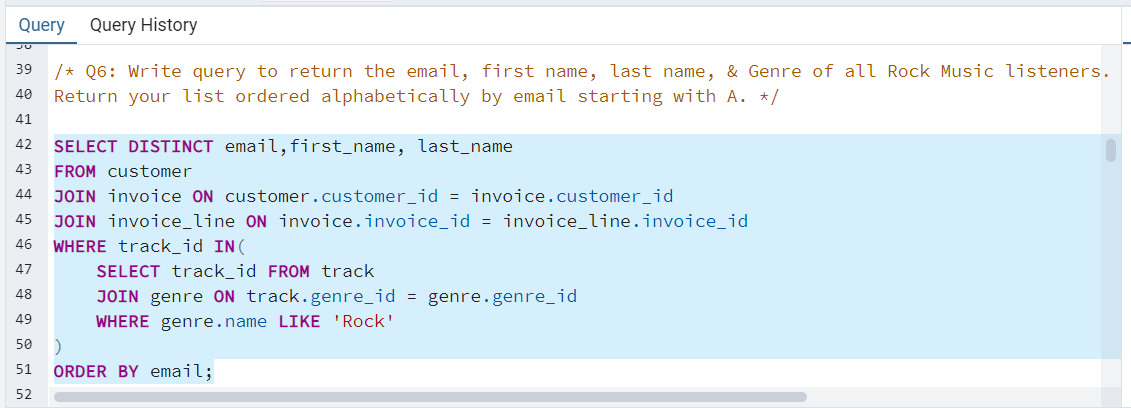 Query Query History
39 /* Q6: Write query to return the email, first name, last name, & Genre of all Rock Music listeners.
40 Return your list ordered alphabetically by email starting with A. */
41
42 SELECT DISTINCT email,first_name, last_name
43 FROM customer
44 JOIN invoice ON customer.customer_id = invoice.customer_id
45 JOIN invoice_line ON invoice.invoice_id = invoice_line.invoice_id
46 WHERE track_id IN(
47     SELECT track_id FROM track
48     JOIN genre ON track.genre_id = genre.genre_id
49     WHERE genre.name LIKE 'Rock'
50 )
51 ORDER BY email;
52